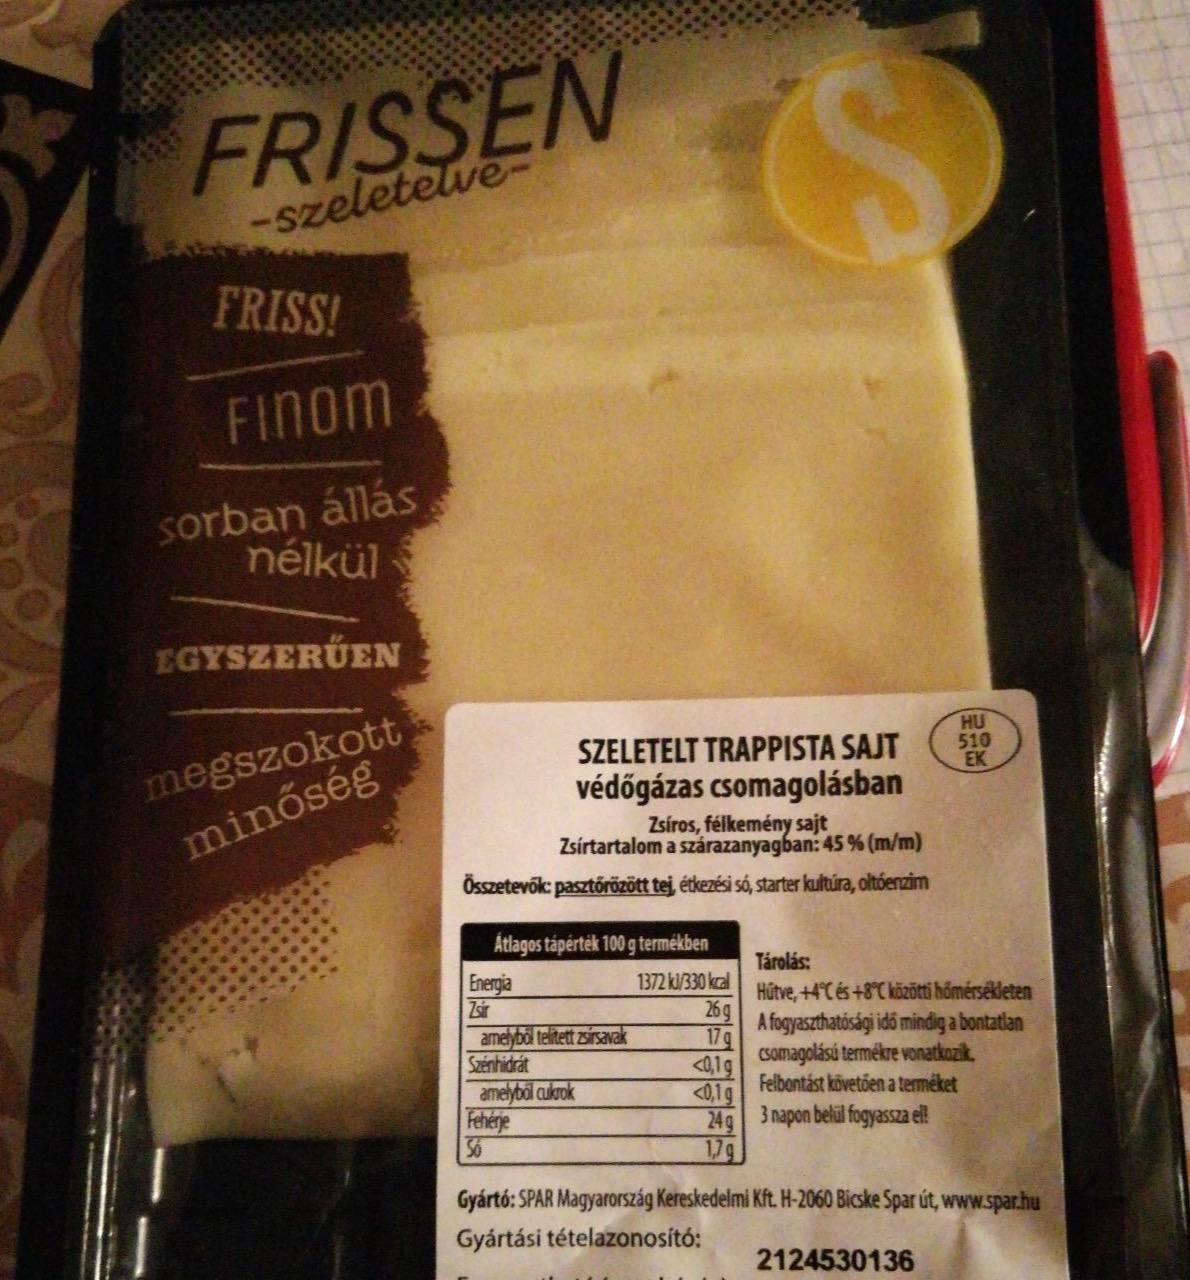 FRISSEN
-szeletelve-
S
FRISS!
FINOM
sorban állás
nélkül
EGYSZERŰEN
megszokott
minőség
SZELETELT TRAPPISTA SAJT
védőgázas csomagolásban
HU
510
EK
Zsíros, félkemény sajt
Zsírtartalom a szárazanyagban: 45 % (m/m)
Összetevők: pasztőrözött tej, étkezési só, starter kultúra, oltóenzim
Átlagos tápérték 100 g termékben
Energia 1372 kJ/330 kcal
Zsír 26 g
amelyből telített zsírsavak 17 g
Szénhidrát <0,1 g
amelyből cukrok <0,1 g
Fehérje 24 g
Só 1,7 g
Tárolás:
Hűtve, +4°C és +8°C közötti hőmérsékleten
A fogyaszthatósági idő mindig a bontatlan
csomagolású termékre vonatkozik.
Felbontást követően a terméket
3 napon belül fogyassza el!
Gyártó: SPAR Magyarország Kereskedelmi Kft. H-2060 Bicske Spar út, www.spar.hu
Gyártási tételazonosító:
2124530136